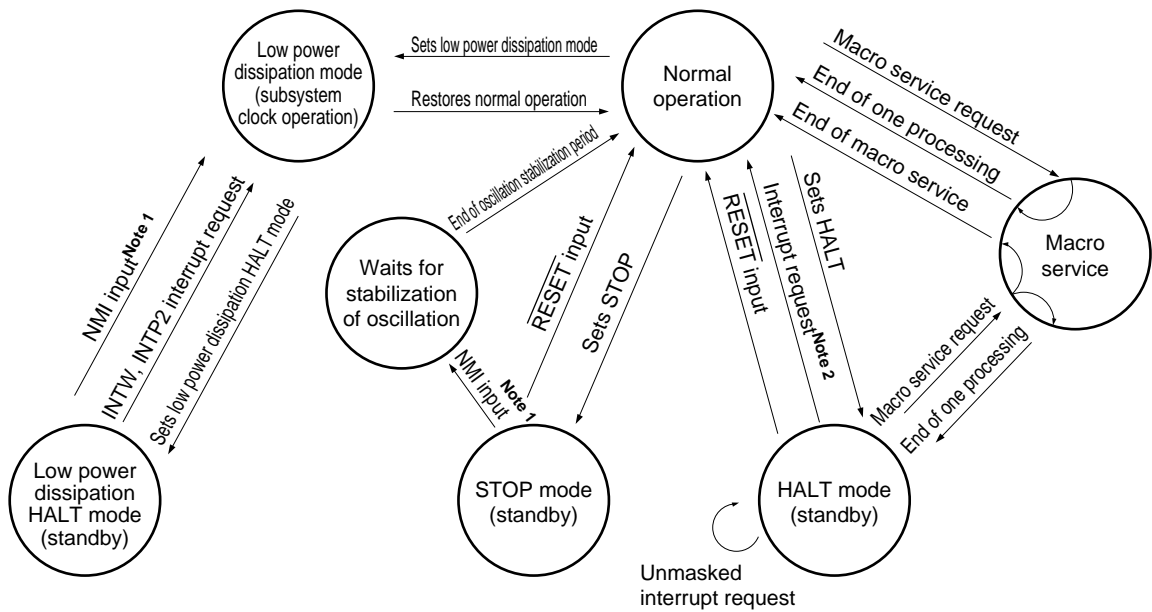 Low power
dissipation mode
(subsystem
clock operation)
Sets low power dissipation mode
Restores normal operation
Normal
operation
Macro service request
End of one processing
End of macro service
Macro
service
End of oscillation stabilization period
Waits for
stabilization
of oscillation
NMI input Note 1
INTW, INTP2 interrupt request
Sets low power dissipation HALT mode
RESET input
Sets STOP
RESET input
Interrupt request Note 2
Sets HALT
Macro service request
End of one processing
NMI input Note 1
Low power
dissipation
HALT mode
(standby)
STOP mode
(standby)
HALT mode
(standby)
Unmasked
interrupt request